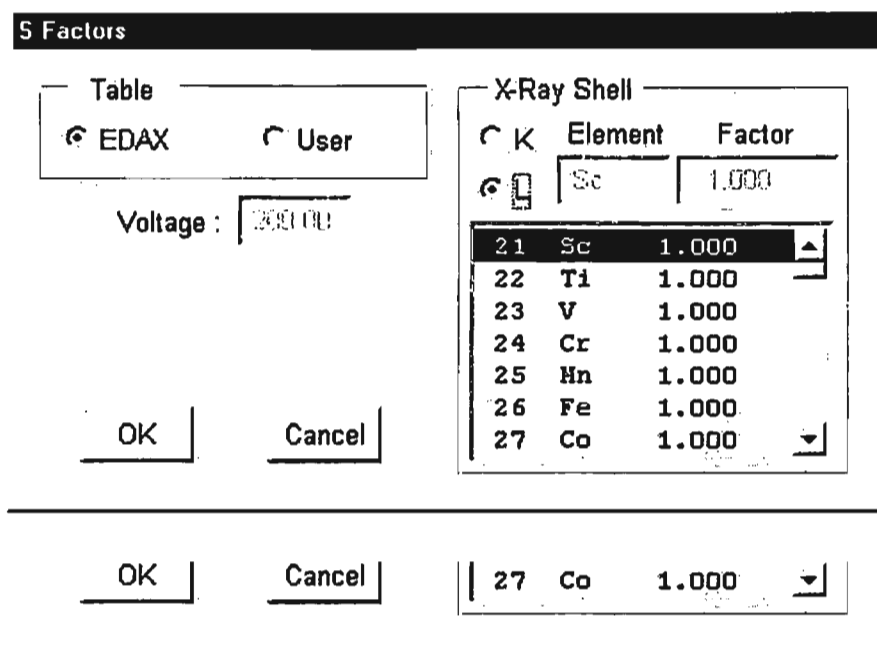 S Factors
Table
EDAX User
Voltage : 200.00
X-Ray Shell
K Element Factor
L Sc 1.000
21 Sc 1.000
22 Ti 1.000
23 V 1.000
24 Cr 1.000
25 Mn 1.000
26 Fe 1.000
27 Co 1.000
OK Cancel
OK Cancel 27 Co 1.000